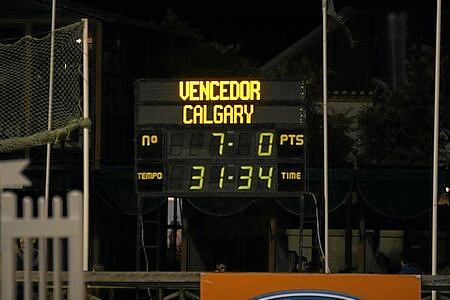 VENCEDOR
CALGARY
Nº 7- 0 PTS
TEMPO 31-34 TIME